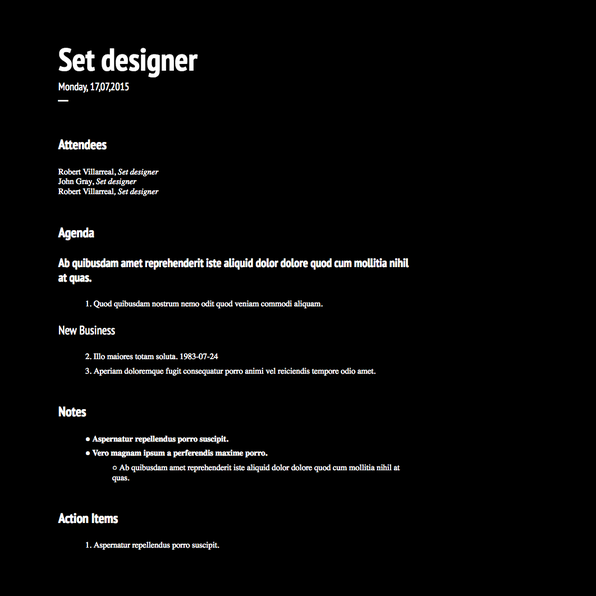 Set designer
Monday, 17,07,2015
—
Attendees
Robert Villarreal, Set designer
John Gray, Set designer
Robert Villarreal, Set designer
Agenda
Ab quibusdam amet reprehenderit iste aliquid dolor dolore quod cum mollitia nihil
at quas.
1. Quod quibusdam nostrum nemo odit quod veniam commodi aliquam.
New Business
2. Illo maiores totam soluta. 1983-07-24
3. Aperiam doloremque fugit consequatur porro animi vel reiciendis tempore odio amet.
Notes
● Aspernatur repellendus porro suscipit.
● Vero magnam ipsum a perferendis maxime porro.
○ Ab quibusdam amet reprehenderit iste aliquid dolor dolore quod cum mollitia nihil at
quas.
Action Items
1. Aspernatur repellendus porro suscipit.